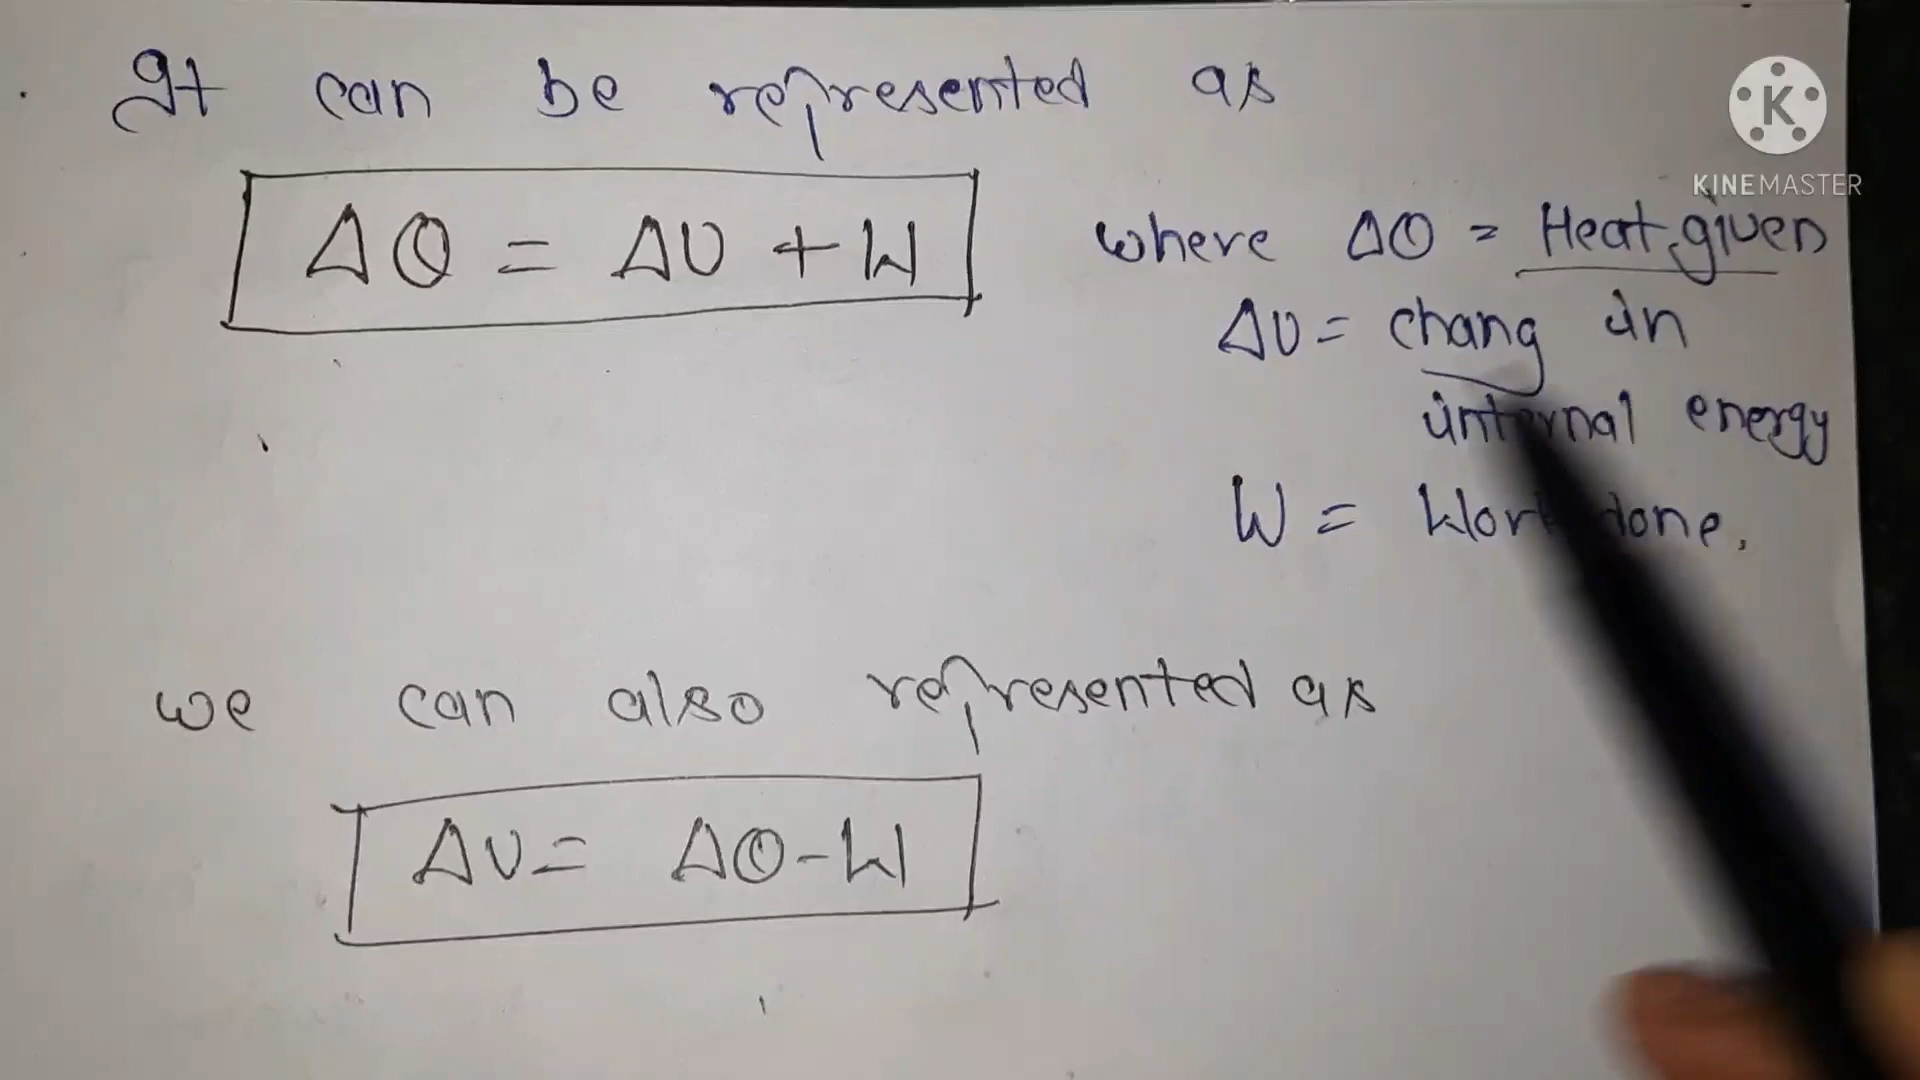 It can be represented as
K
KINEMASTER
ΔQ = ΔU + W
where ΔQ = Heat given
ΔU = chang in
internal energy
W = Work done.
we can also represented as
ΔU = ΔQ - W